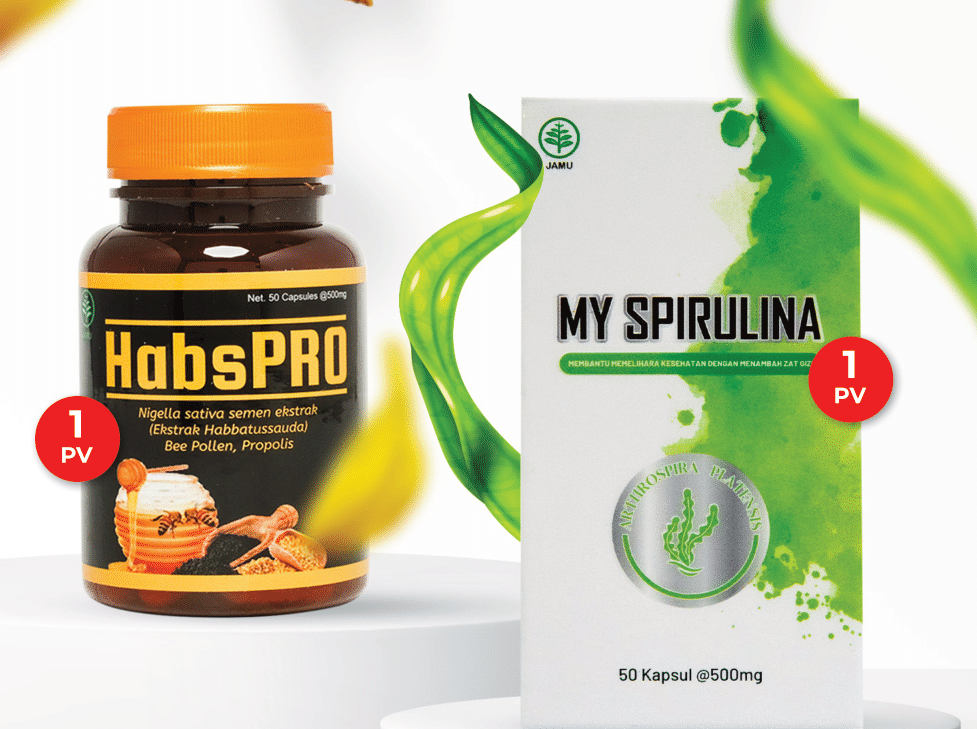 Net. 50 Capsules @500mg
JAMU
HabsPRO
Nigella sativa semen ekstrak
(Ekstrak Habbatussauda)
Bee Pollen, Propolis
1
PV
JAMU
MY SPIRULINA
MEMBANTU MEMELIHARA KESEHATAN DENGAN MENAMBAH ZAT
1
PV
ARTHROSPIRA PLATENSIS
50 Kapsul @500mg